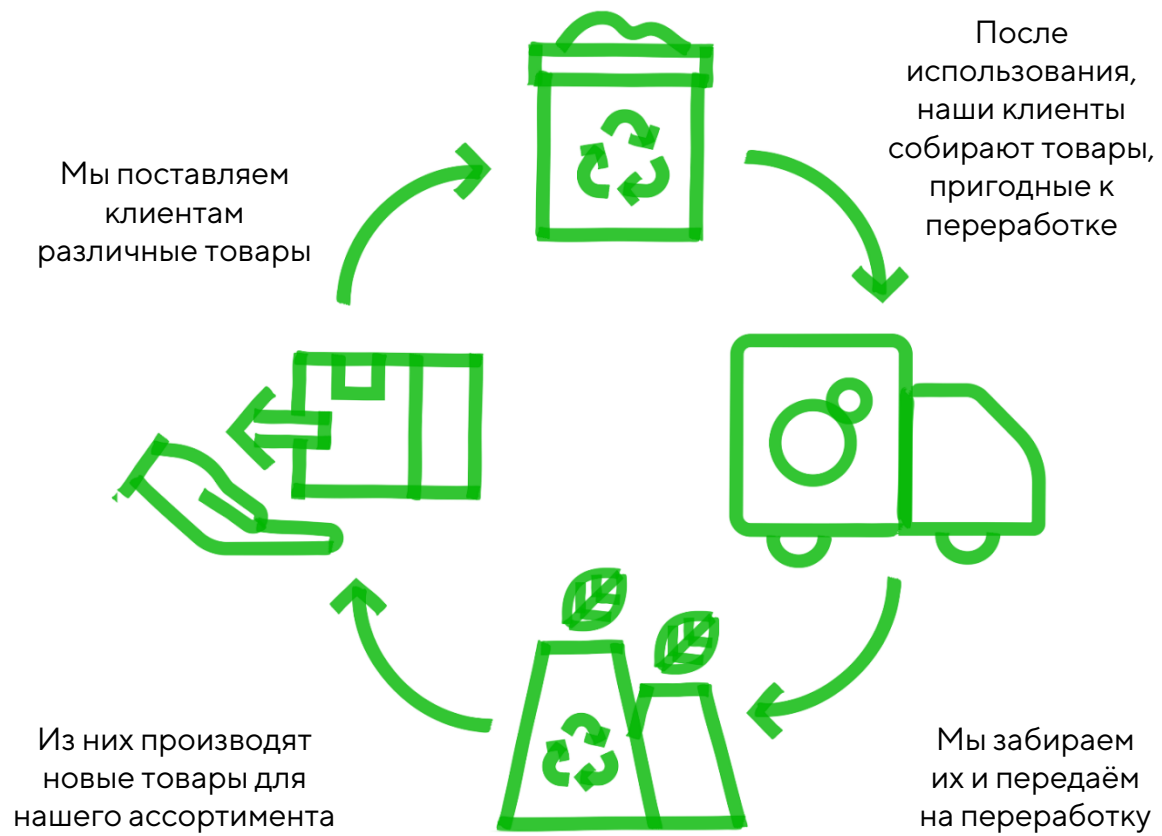 Мы поставляем
клиентам
различные товары
После
использования,
наши клиенты
собирают товары,
пригодные к
переработке
Мы забираем
их и передаём
на переработку
Из них производят
новые товары для
нашего ассортимента